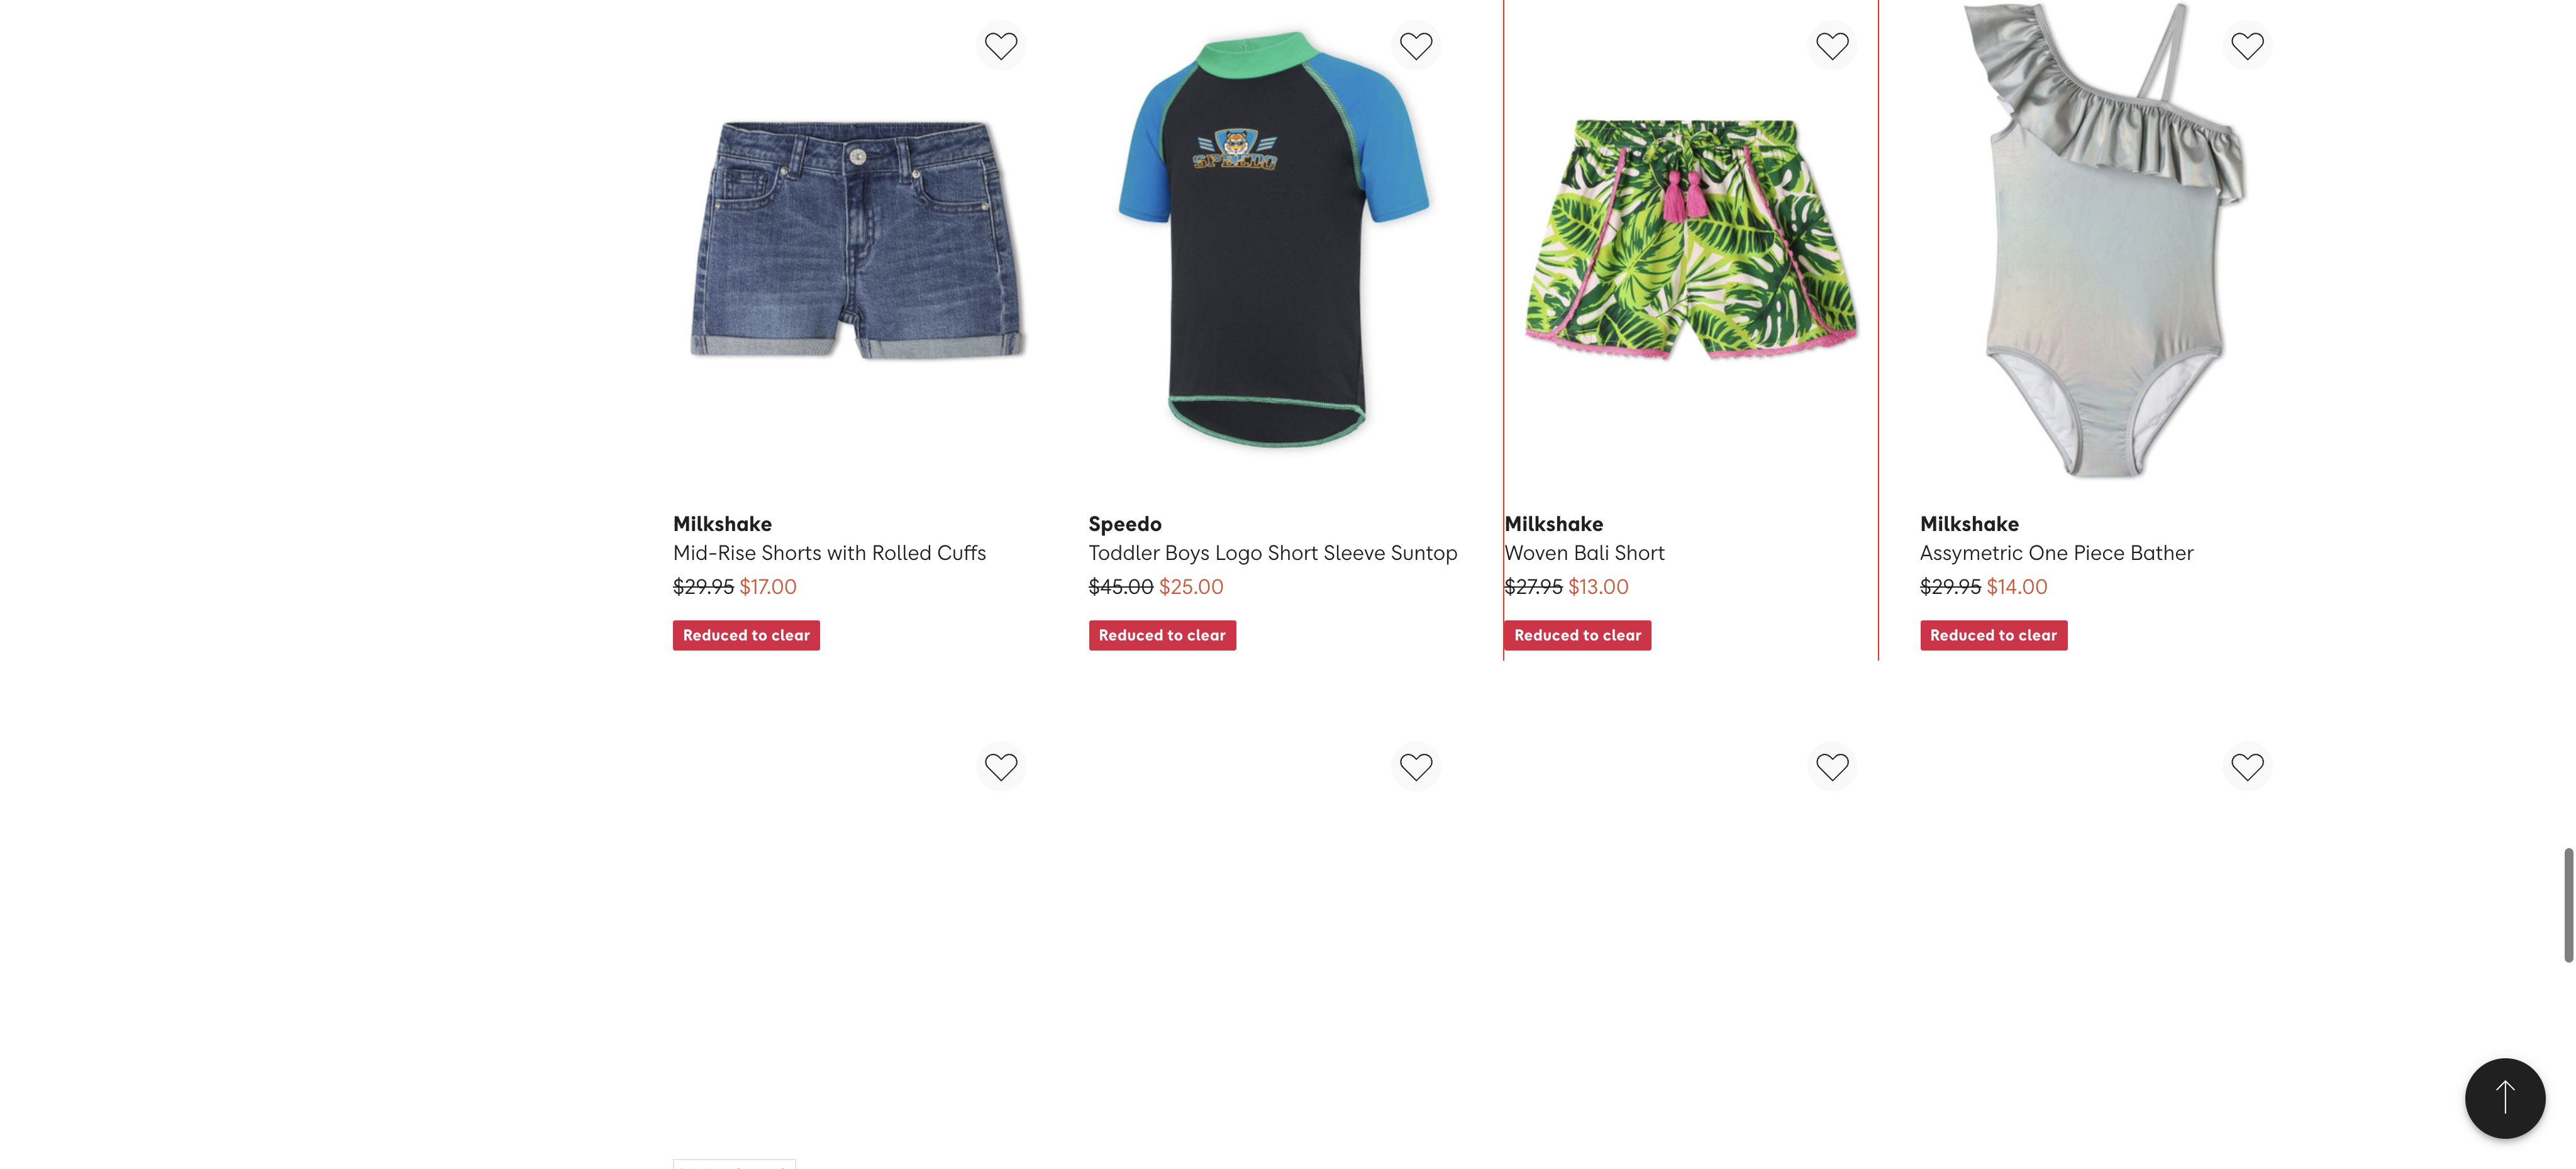 SPEEDO
Milkshake
Mid-Rise Shorts with Rolled Cuffs
$29.95 $17.00
Reduced to clear
Speedo
Toddler Boys Logo Short Sleeve Suntop
$45.00 $25.00
Reduced to clear
Milkshake
Woven Bali Short
$27.95 $13.00
Reduced to clear
Milkshake
Assymetric One Piece Bather
$29.95 $14.00
Reduced to clear